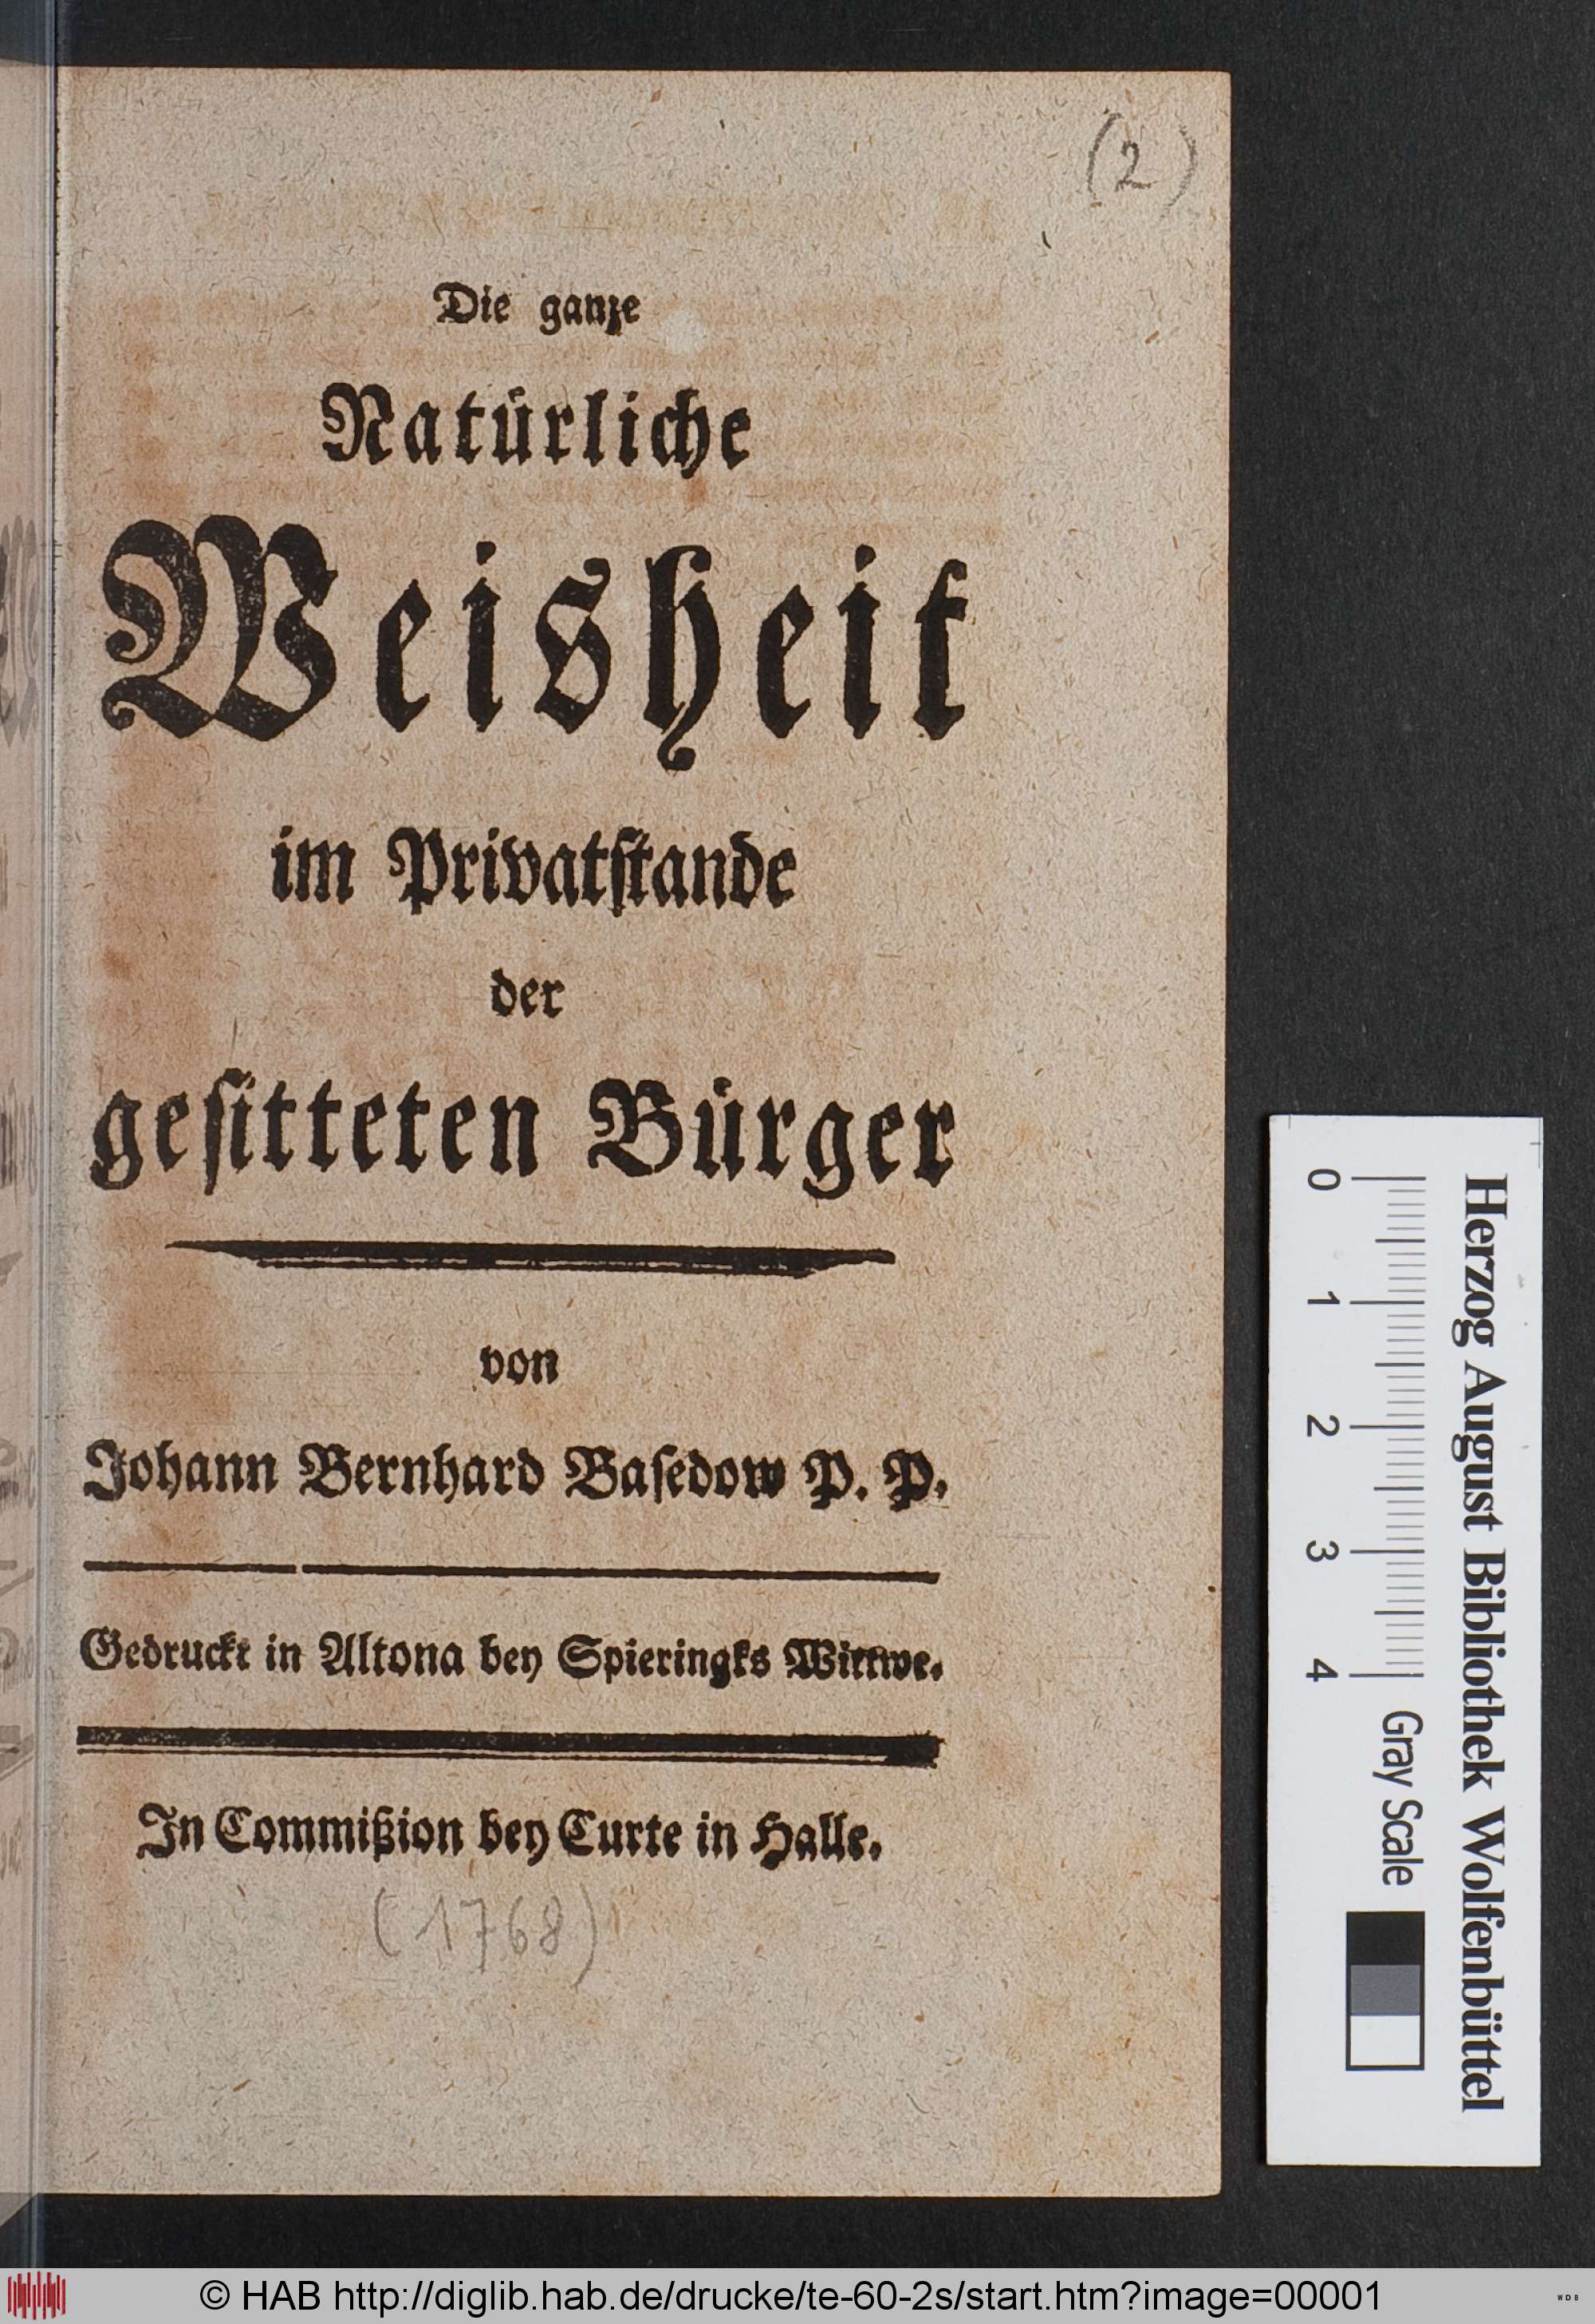 (2)
Die ganze
Natürliche
Weisheit
im Privatſtande
der
geſitteten Bürger
von
Johann Bernhard Baſedow P. P.
Gedruckt in Altona bey Spieringks Wittwe.
In Commißion bey Curte in Halle.
(1768)
Herzog August Bibliothek Wolfenbüttel
0 1 2 3 4 Gray Scale
© HAB http://diglib.hab.de/drucke/te-60-2s/start.htm?image=00001
WDB